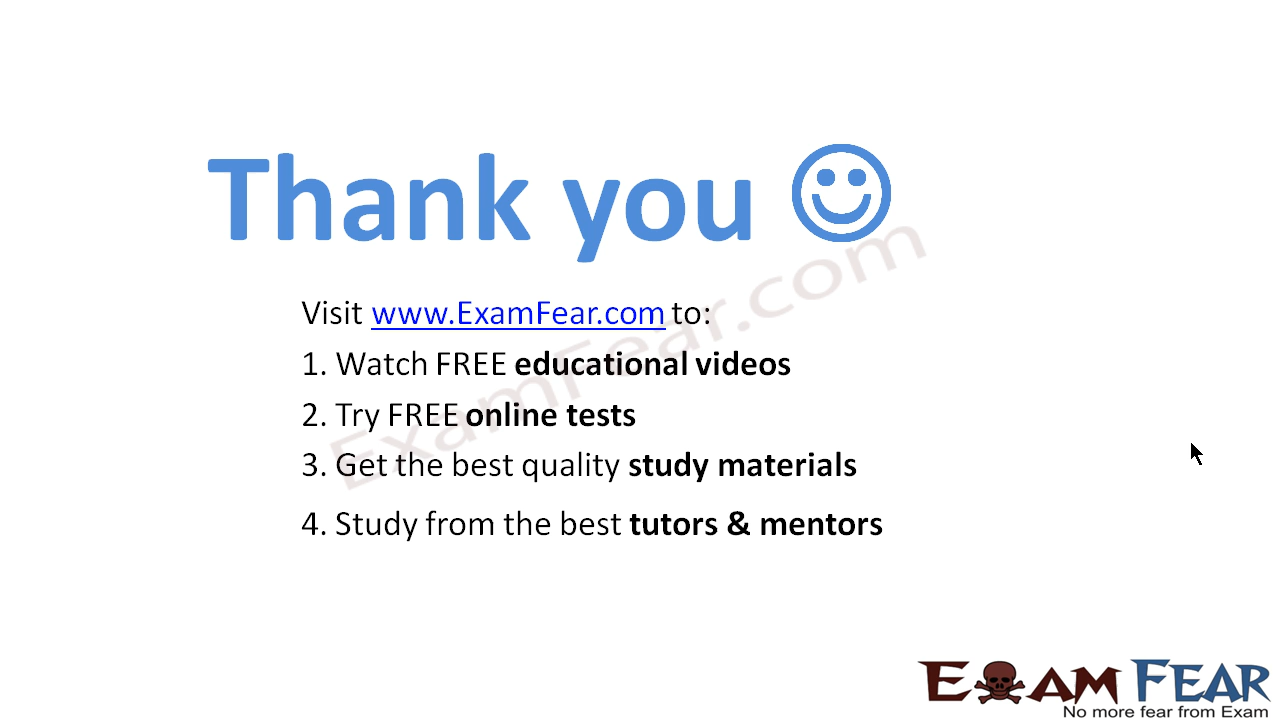 Thank you
ExamFear.com
Visit www.ExamFear.com to:
1. Watch FREE educational videos
2. Try FREE online tests
3. Get the best quality study materials
4. Study from the best tutors & mentors
EXAM FEAR
No more fear from Exam